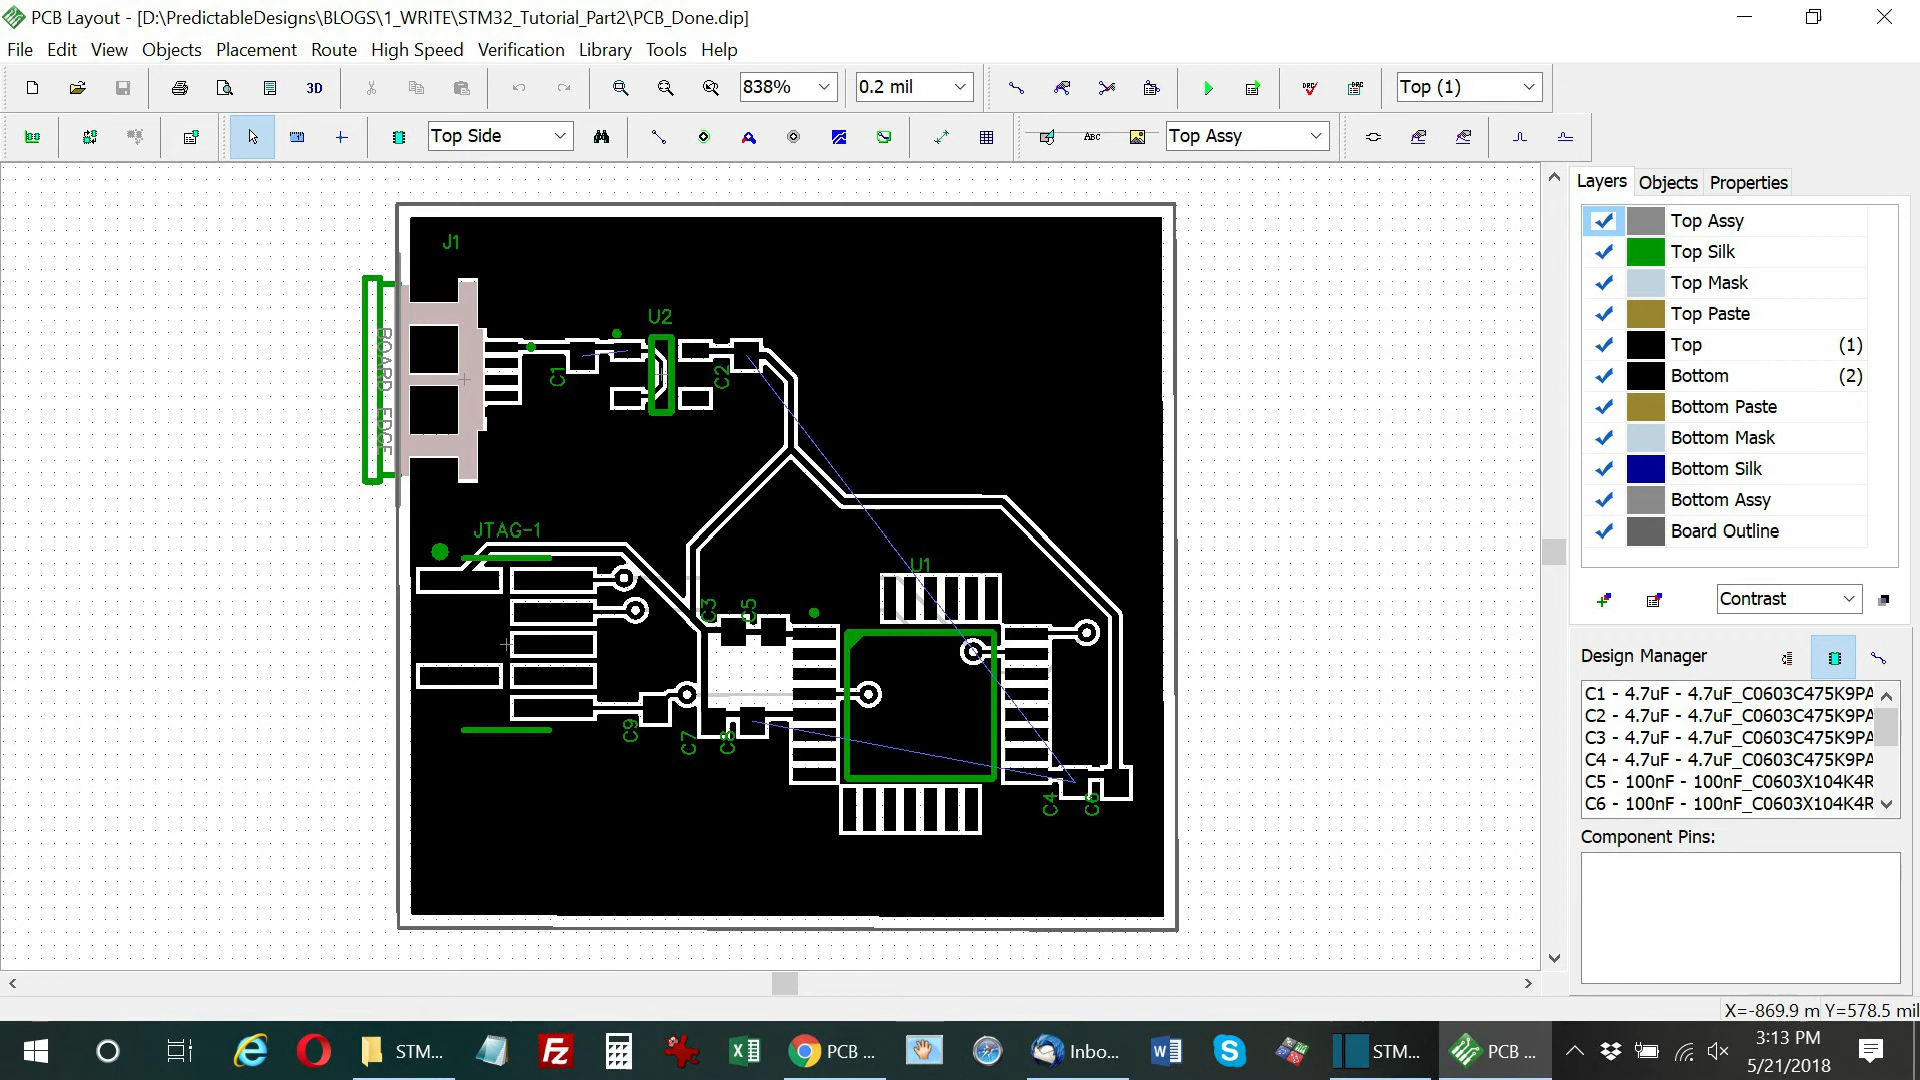 PCB Layout - [D:\PredictableDesigns\BLOGS\1_WRITE\STM32_Tutorial_Part2\PCB_Done.dip]
File Edit View Objects Placement Route High Speed Verification Library Tools Help
3D 838% 0.2 mil DRC Top (1)
Top Side ABC Top Assy
Layers Objects Properties
Top Assy
Top Silk
Top Mask
Top Paste
Top (1)
Bottom (2)
Bottom Paste
Bottom Mask
Bottom Silk
Bottom Assy
Board Outline
Contrast
Design Manager
C1 - 4.7uF - 4.7uF_C0603C475K9PA
C2 - 4.7uF - 4.7uF_C0603C475K9PA
C3 - 4.7uF - 4.7uF_C0603C475K9PA
C4 - 4.7uF - 4.7uF_C0603C475K9PA
C5 - 100nF - 100nF_C0603X104K4R
C6 - 100nF - 100nF_C0603X104K4R
Component Pins:
J1
BOARD EDGE
U2
C1
C2
JTAG-1
U1
C3
C5
C9
C7
C8
C4
C6
X=-869.9 m Y=578.5 mil
STM...
PCB ...
Inbo...
STM...
PCB ...
3:13 PM
5/21/2018